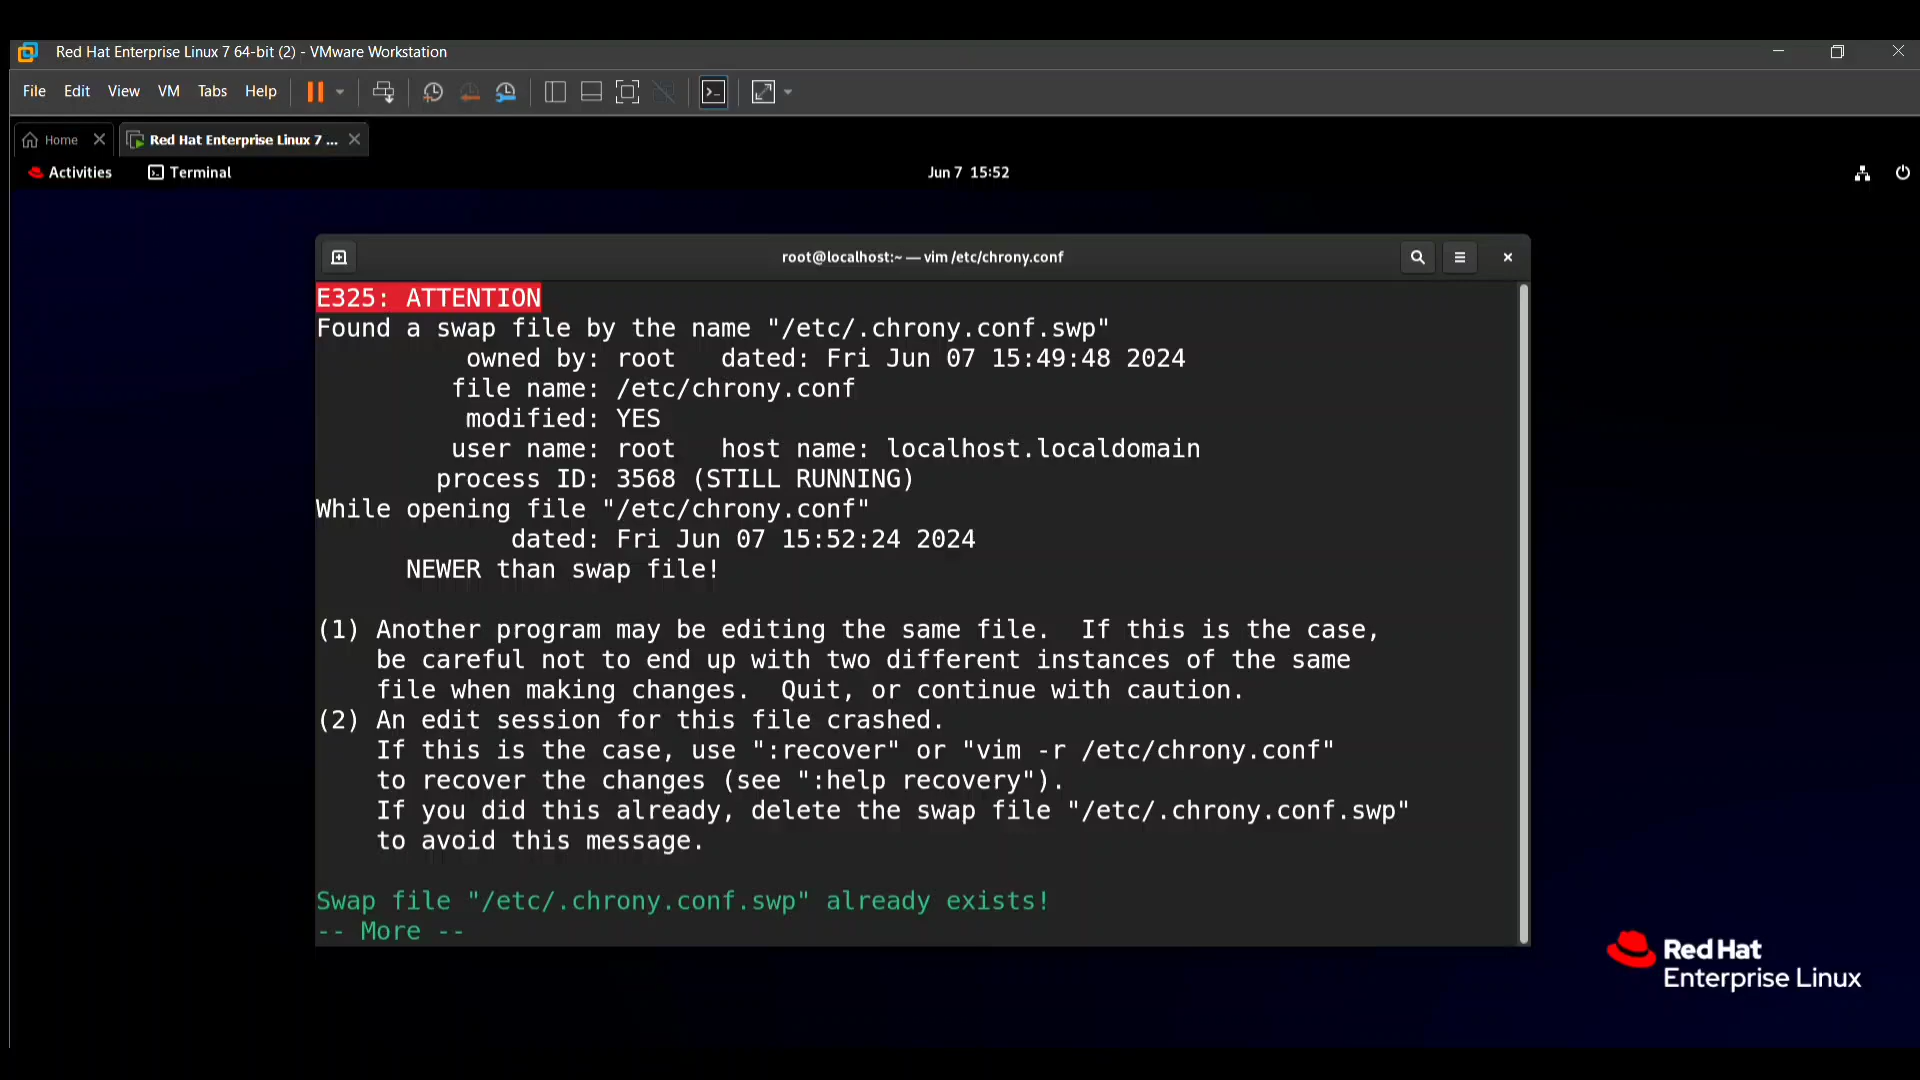 Red Hat Enterprise Linux 7 64-bit (2) - VMware Workstation
File Edit View VM Tabs Help
Home Red Hat Enterprise Linux 7 ...
Activities Terminal Jun 7 15:52
root@localhost:~ — vim /etc/chrony.conf
E325: ATTENTION
Found a swap file by the name "/etc/.chrony.conf.swp"
owned by: root dated: Fri Jun 07 15:49:48 2024
file name: /etc/chrony.conf
modified: YES
user name: root host name: localhost.localdomain
process ID: 3568 (STILL RUNNING)
While opening file "/etc/chrony.conf"
dated: Fri Jun 07 15:52:24 2024
NEWER than swap file!
(1) Another program may be editing the same file. If this is the case,
be careful not to end up with two different instances of the same
file when making changes. Quit, or continue with caution.
(2) An edit session for this file crashed.
If this is the case, use ":recover" or "vim -r /etc/chrony.conf"
to recover the changes (see ":help recovery").
If you did this already, delete the swap file "/etc/.chrony.conf.swp"
to avoid this message.
Swap file "/etc/.chrony.conf.swp" already exists!
-- More --
Red Hat
Enterprise Linux